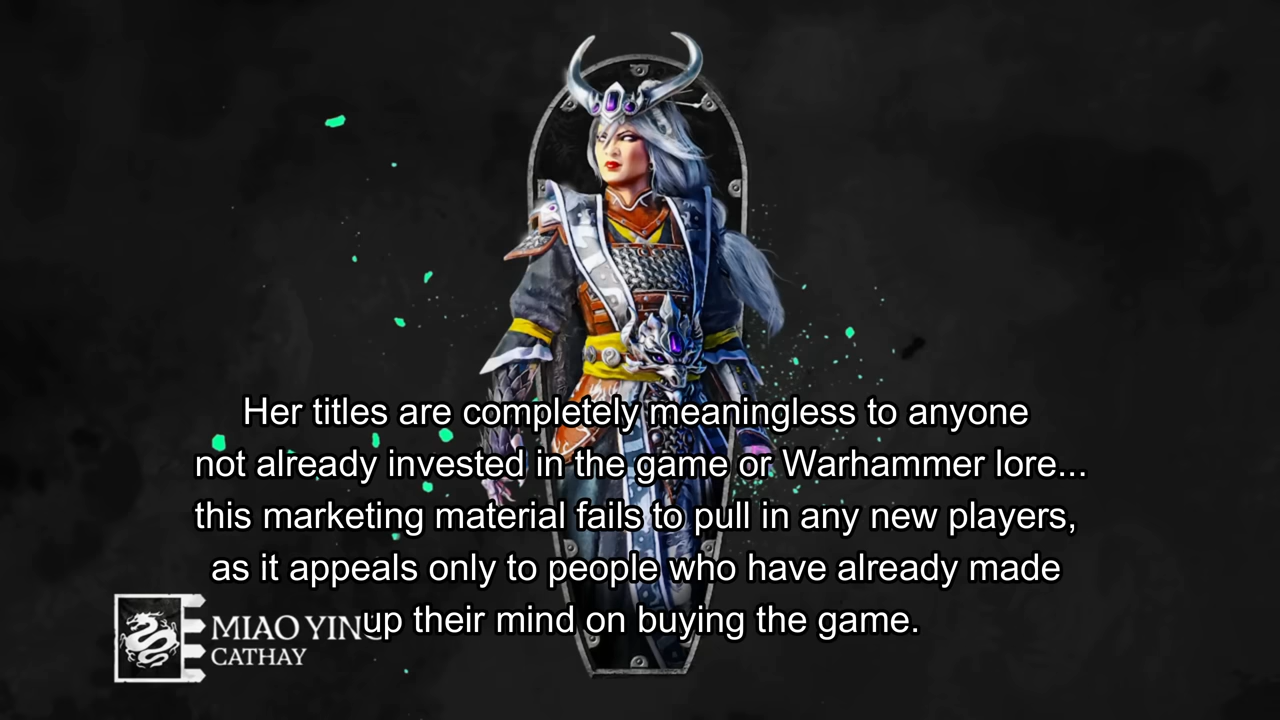 Her titles are completely meaningless to anyone
not already invested in the game or Warhammer lore...
this marketing material fails to pull in any new players,
as it appeals only to people who have already made
up their mind on buying the game.
MIAO YING
CATHAY